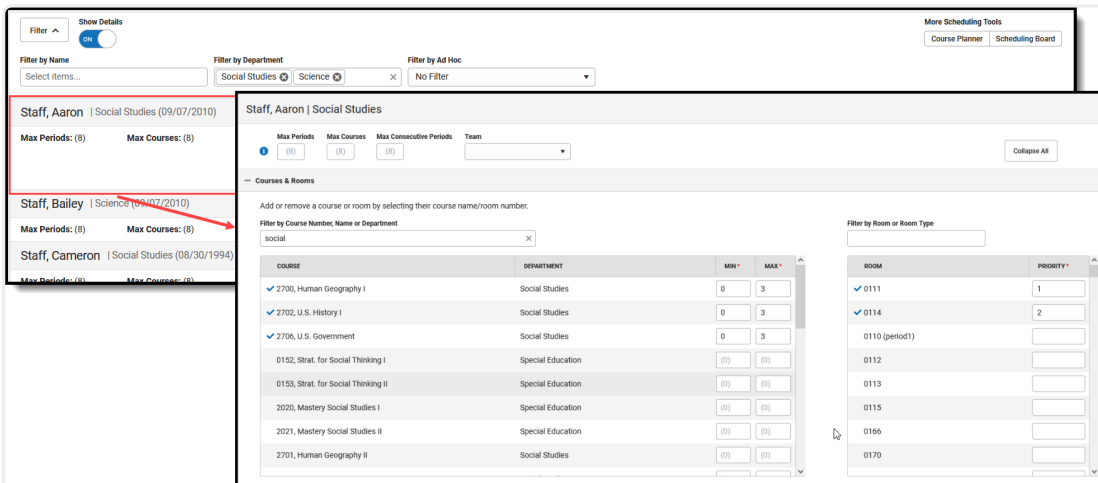 Filter
Show Details
ON
More Scheduling Tools
Course Planner Scheduling Board
Filter by Name Filter by Department Filter by Ad Hoc
Select items... Social Studies Science No Filter
Staff, Aaron | Social Studies (09/07/2010)
Max Periods: (8) Max Courses: (8)
Staff, Bailey | Science (09/07/2010)
Max Periods: (8) Max Courses: (8)
Staff, Cameron | Social Studies (08/30/1994)
Max Periods: (8) Max Courses: (8)
Staff, Aaron | Social Studies
Max Periods Max Courses Max Consecutive Periods Team
(8) (8) (8)
Collapse All
Courses & Rooms
Add or remove a course or room by selecting their course name/room number.
Filter by Course Number, Name or Department Filter by Room or Room Type
social
COURSE DEPARTMENT MIN* MAX* ROOM PRIORITY*
2700, Human Geography I Social Studies 0 3 0111 1
2702, U.S. History I Social Studies 0 3 0114 2
2706, U.S. Government Social Studies 0 3 0110 (period1)
0152, Strat. for Social Thinking I Special Education (0) (0) 0112
0153, Strat. for Social Thinking II Special Education (0) (0) 0113
2020, Mastery Social Studies I Special Education (0) (0) 0115
2021, Mastery Social Studies II Special Education (0) (0) 0166
2701, Human Geography II Social Studies (0) (0) 0170